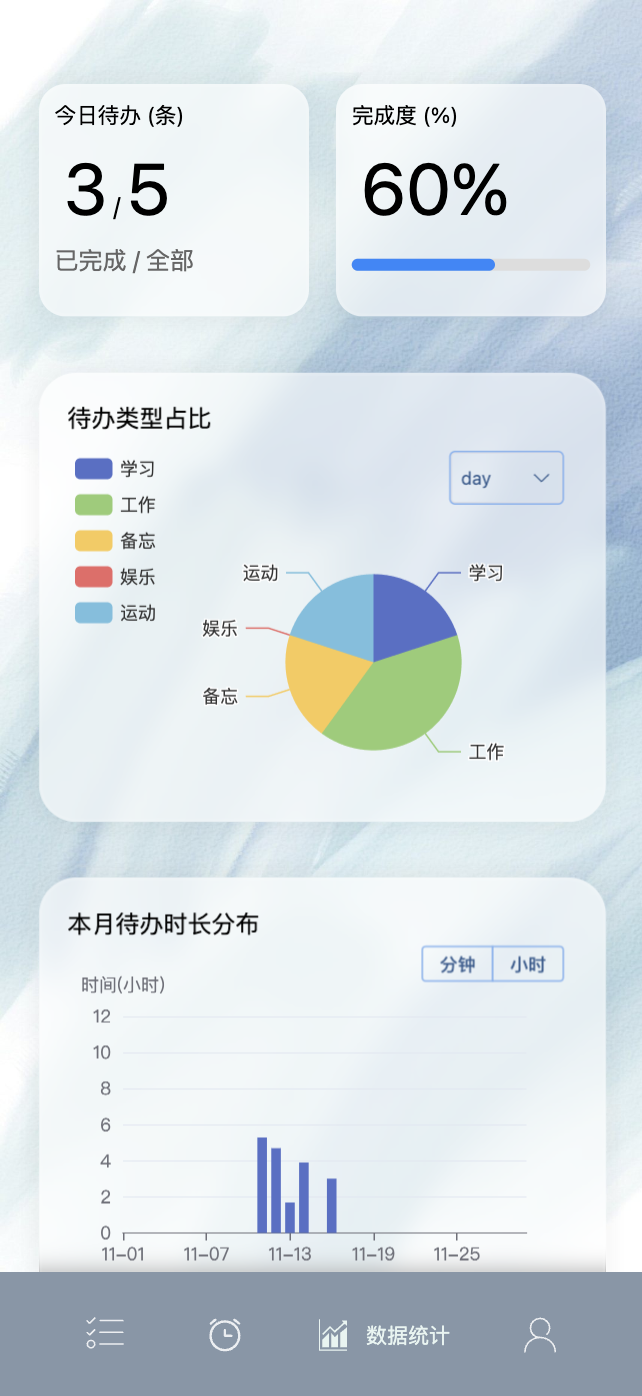 今日待办 (条)
3/5
已完成 / 全部
完成度 (%)
60%
待办类型占比
学习
工作
备忘
娱乐
运动
day
运动
学习
娱乐
备忘
工作
本月待办时长分布
分钟 小时
时间(小时)
12
10
8
6
4
2
0
11–01 11–07 11–13 11–19 11–25
数据统计